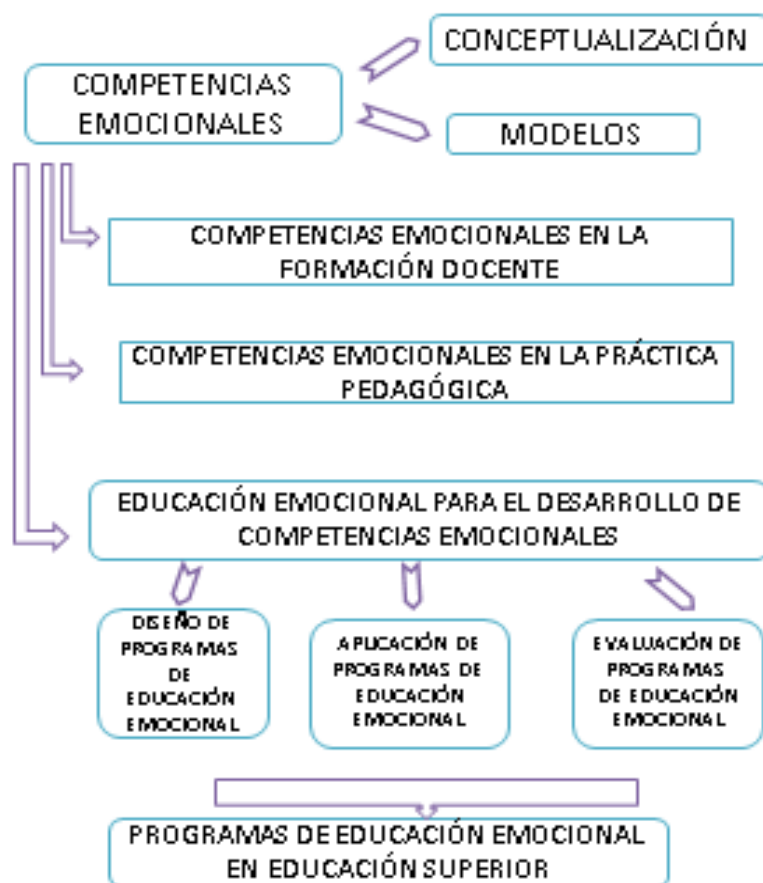 CONCEPTUALIZACIÓN
COMPETENCIAS
EMOCIONALES
MODELOS
COMPETENCIAS EMOCIONALES EN LA
FORMACIÓN DOCENTE
COMPETENCIAS EMOCIONALES EN LA PRÁCTICA
PEDAGÓGICA
EDUCACIÓN EMOCIONAL PARA EL DESARROLLO DE
COMPETENCIAS EMOCIONALES
DISEÑO DE
PROGRAMAS
DE
EDUCACIÓN
EMOCIONAL
APLICACIÓN DE
PROGRAMAS DE
EDUCACIÓN
EMOCIONAL
EVALUACIÓN DE
PROGRAMAS
DE EDUCACIÓN
EMOCIONAL
PROGRAMAS DE EDUCACIÓN EMOCIONAL
EN EDUCACIÓN SUPERIOR